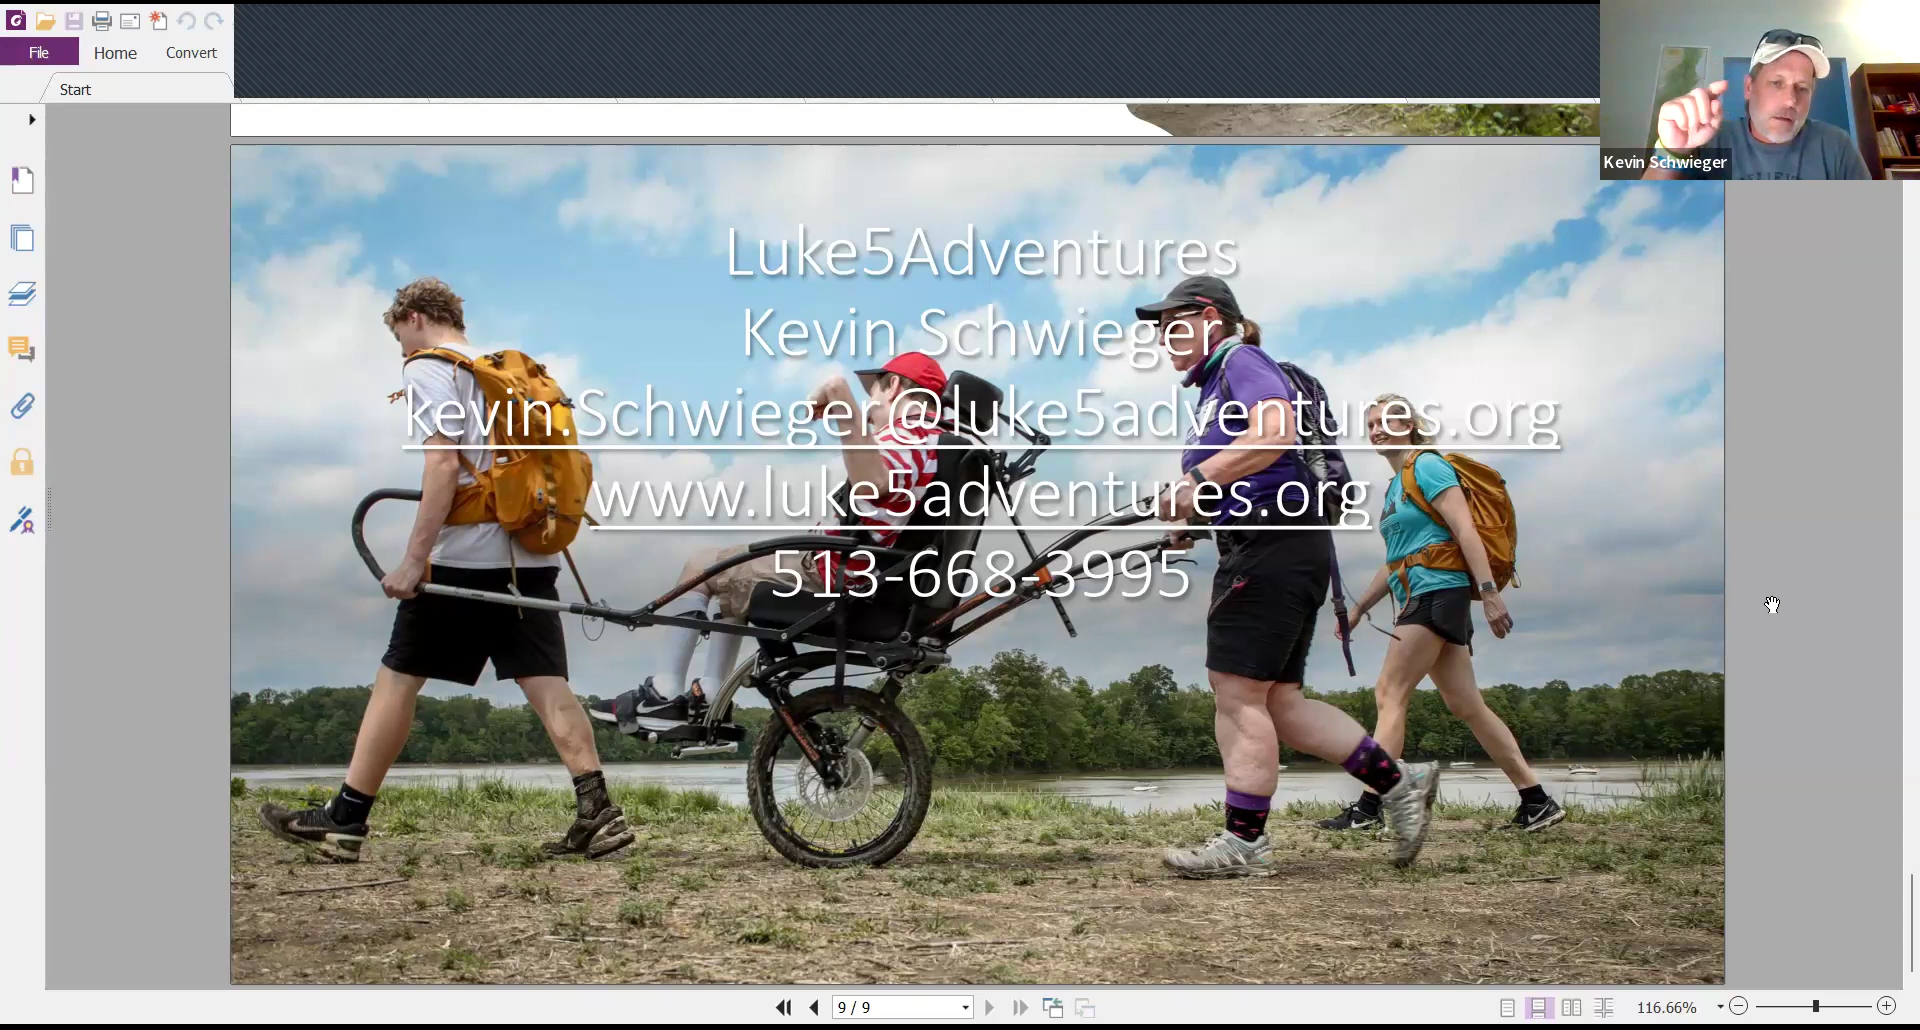 File Home Convert
Start
Kevin Schwieger
Luke5Adventures
Kevin Schwieger
kevin.Schwieger@luke5adventures.org
www.luke5adventures.org
513-668-3995
9 / 9
116.66%